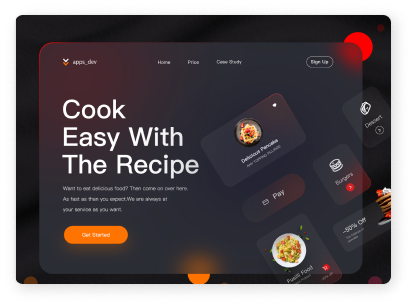 apps_dev
Home
Price
Case Study
Sign Up
Cook
Easy With
The Recipe
Want to eat delicious food? Then come on over here.
As fast as then you expect.We are always at
your service as you want.
Get Started
Delicious Pancake
Dessert
Burgers
Pay
-50% Off